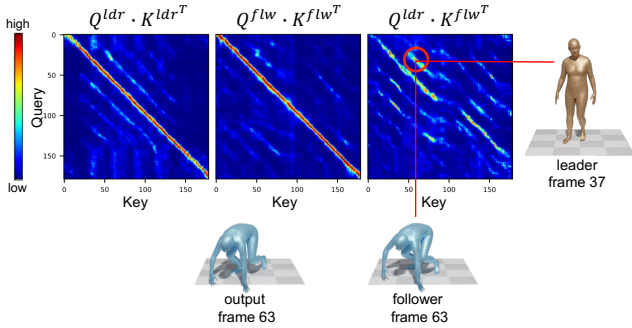 high
low
Q^{ldr} · K^{ldr^T}
Q^{flw} · K^{flw^T}
Q^{ldr} · K^{flw^T}
Query
0
50
100
150
0 50 100 150
0 50 100 150
0 50 100 150
Key
Key
Key
leader
frame 37
output
frame 63
follower
frame 63